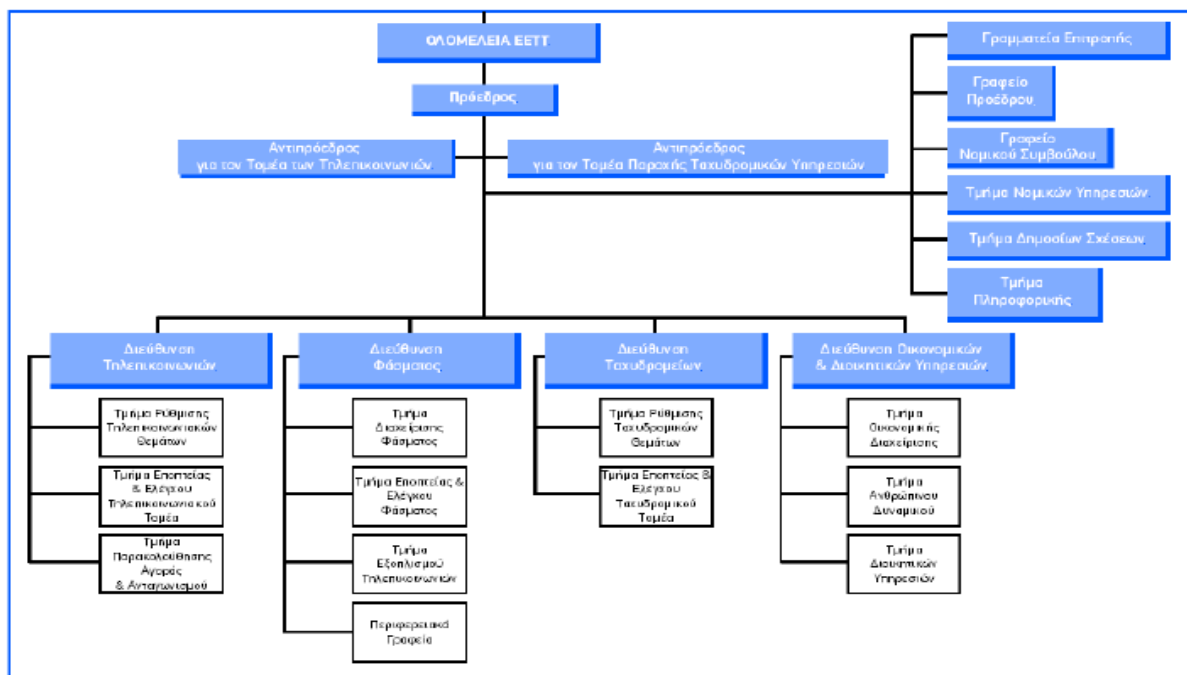 ΟΛΟΜΕΛΕΙΑ ΕΕΤΤ
Πρόεδρος
Αντιπρόεδρος
για τον Τομέα των Τηλεπικοινωνιών
Αντιπρόεδρος
για τον Τομέα Παροχής Ταχυδρομικών Υπηρεσιών
Γραμματεία Επιτροπής
Γραφείο
Προέδρου
Γραφείο
Νομικού Συμβούλου
Τμήμα Νομικών Υπηρεσιών
Τμήμα Δημοσίων Σχέσεων
Τμήμα
Πληροφορικής
Διεύθυνση
Τηλεπικοινωνιών
Τμήμα Ρύθμισης
Τηλεπικοινωνιακών
Θεμάτων
Τμήμα Εποπτείας
& Ελέγχου
Τηλεπικοινωνιακού
Τομέα
Τμήμα
Παρακολούθησης
Αγοράς
& Ανταγωνισμού
Διεύθυνση
Φάσματος
Τμήμα
Διαχείρισης
Φάσματος
Τμήμα Εποπτείας &
Ελέγχου
Φάσματος
Τμήμα
Εξοπλισμού
Τηλεπικοινωνιών
Περιφερειακά
Γραφεία
Διεύθυνση
Ταχυδρομείων
Τμήμα Ρύθμισης
Ταχυδρομικών
Θεμάτων
Τμήμα Εποπτείας &
Ελέγχου
Ταχυδρομικού
Τομέα
Διεύθυνση Οικονομικών
& Διοικητικών Υπηρεσιών
Τμήμα
Οικονομικής
Διαχείρισης
Τμήμα
Ανθρώπινου
Δυναμικού
Τμήμα
Διοικητικών
Υπηρεσιών